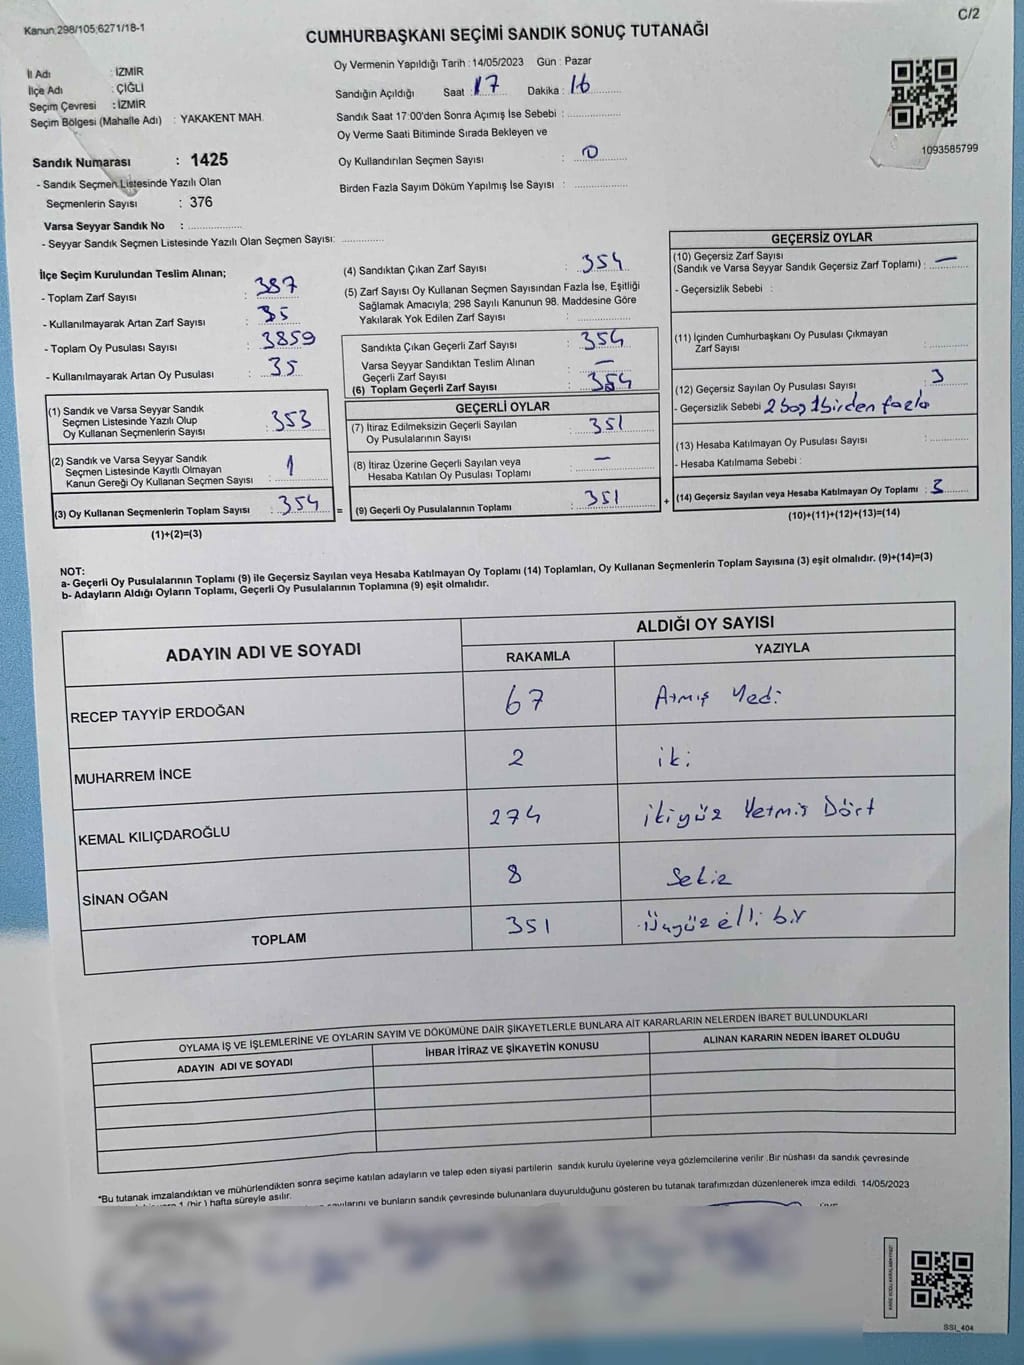 Kanun;298/105;6271/18-1
C/2
CUMHURBAŞKANI SEÇİMİ SANDIK SONUÇ TUTANAĞI
İl Adı : İZMİR
İlçe Adı : ÇİĞLİ
Seçim Çevresi : İZMİR
Seçim Bölgesi (Mahalle Adı) : YAKAKENT MAH.
Sandık Numarası : 1425
- Sandık Seçmen Listesinde Yazılı Olan
Seçmenlerin Sayısı : 376
Varsa Seyyar Sandık No :
- Seyyar Sandık Seçmen Listesinde Yazılı Olan Seçmen Sayısı:
Oy Vermenin Yapıldığı Tarih : 14/05/2023 Gün : Pazar
Sandığın Açıldığı Saat : 17 Dakika : 16
Sandık Saat 17:00'den Sonra Açımış İse Sebebi :
Oy Verme Saati Bitiminde Sırada Bekleyen ve
Oy Kullandırılan Seçmen Sayısı : 0
Birden Fazla Sayım Döküm Yapılmış İse Sayısı :
1093585799
İlçe Seçim Kurulundan Teslim Alınan;
- Toplam Zarf Sayısı : 387
- Kullanılmayarak Artan Zarf Sayısı : 35
- Toplam Oy Pusulası Sayısı : 3859
- Kullanılmayarak Artan Oy Pusulası : 35
(1) Sandık ve Varsa Seyyar Sandık
Seçmen Listesinde Yazılı Olup
Oy Kullanan Seçmenlerin Sayısı : 353
(2) Sandık ve Varsa Seyyar Sandık
Seçmen Listesinde Kayıtlı Olmayan
Kanun Gereği Oy Kullanan Seçmen Sayısı : 1
(3) Oy Kullanan Seçmenlerin Toplam Sayısı : 354 =
(1)+(2)=(3)
(4) Sandıktan Çıkan Zarf Sayısı : 354
(5) Zarf Sayısı Oy Kullanan Seçmen Sayısından Fazla İse, Eşitliği
Sağlamak Amacıyla; 298 Sayılı Kanunun 98. Maddesine Göre
Yakılarak Yok Edilen Zarf Sayısı :
Sandıkta Çıkan Geçerli Zarf Sayısı : 354
Varsa Seyyar Sandıktan Teslim Alınan
Geçerli Zarf Sayısı : —
(6) Toplam Geçerli Zarf Sayısı : 354
GEÇERLİ OYLAR
(7) İtiraz Edilmeksizin Geçerli Sayılan
Oy Pusulalarının Sayısı : 351
(8) İtiraz Üzerine Geçerli Sayılan veya
Hesaba Katılan Oy Pusulası Toplamı : —
(9) Geçerli Oy Pusulalarının Toplamı : 351 +
GEÇERSİZ OYLAR
(10) Geçersiz Zarf Sayısı
(Sandık ve Varsa Seyyar Sandık Geçersiz Zarf Toplamı) : —
- Geçersizlik Sebebi :
(11) İçinden Cumhurbaşkanı Oy Pusulası Çıkmayan
Zarf Sayısı :
(12) Geçersiz Sayılan Oy Pusulası Sayısı : 3
- Geçersizlik Sebebi : 2 boş 1 birden fazla
(13) Hesaba Katılmayan Oy Pusulası Sayısı :
- Hesaba Katılmama Sebebi :
(14) Geçersiz Sayılan veya Hesaba Katılmayan Oy Toplamı : 3
(10)+(11)+(12)+(13)=(14)
NOT:
a- Geçerli Oy Pusulalarının Toplamı (9) ile Geçersiz Sayılan veya Hesaba Katılmayan Oy Toplamı (14) Toplamları, Oy Kullanan Seçmenlerin Toplam Sayısına (3) eşit olmalıdır. (9)+(14)=(3)
b- Adayların Aldığı Oyların Toplamı, Geçerli Oy Pusulalarının Toplamına (9) eşit olmalıdır.
ADAYIN ADI VE SOYADI
ALDIĞI OY SAYISI
RAKAMLA YAZIYLA
RECEP TAYYİP ERDOĞAN 67 Atmış Yedi
MUHARREM İNCE 2 iki
KEMAL KILIÇDAROĞLU 274 ikiyüz Yetmiş Dört
SİNAN OĞAN 8 Sekiz
TOPLAM 351 Üçyüz elli bir
OYLAMA İŞ VE İŞLEMLERİNE VE OYLARIN SAYIM VE DÖKÜMÜNE DAİR ŞİKAYETLERLE BUNLARA AİT KARARLARIN NELERDEN İBARET BULUNDUKLARI
ADAYIN ADI VE SOYADI İHBAR İTİRAZ VE ŞİKAYETİN KONUSU ALINAN KARARIN NEDEN İBARET OLDUĞU
*Bu tutanak imzalandıktan ve mühürlendikten sonra seçime katılan adayların ve talep eden siyasi partilerin sandık kurulu üyelerine veya gözlemcilerine verilir .Bir nüshası da sandık çevresinde
1 (bir ) hafta süreyle asılır.
sayılarını ve bunların sandık çevresinde bulunanlara duyurulduğunu gösteren bu tutanak tarafımızdan düzenlenerek imza edildi. 14/05/2023
SSI_404